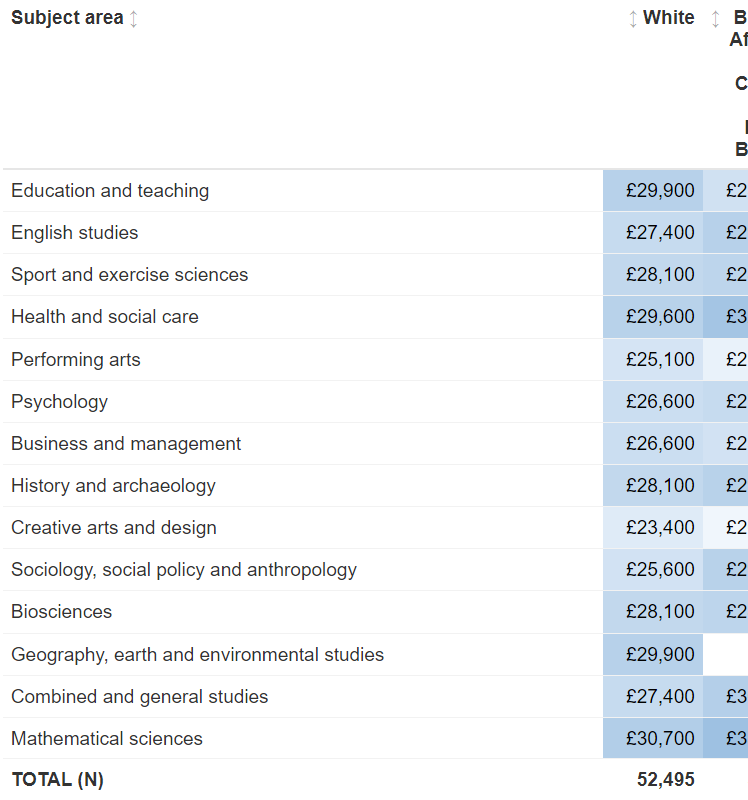 Subject area White B
Af
C
B
Education and teaching £29,900 £2
English studies £27,400 £2
Sport and exercise sciences £28,100 £2
Health and social care £29,600 £3
Performing arts £25,100 £2
Psychology £26,600 £2
Business and management £26,600 £2
History and archaeology £28,100 £2
Creative arts and design £23,400 £2
Sociology, social policy and anthropology £25,600 £2
Biosciences £28,100 £2
Geography, earth and environmental studies £29,900
Combined and general studies £27,400 £3
Mathematical sciences £30,700 £3
TOTAL (N) 52,495